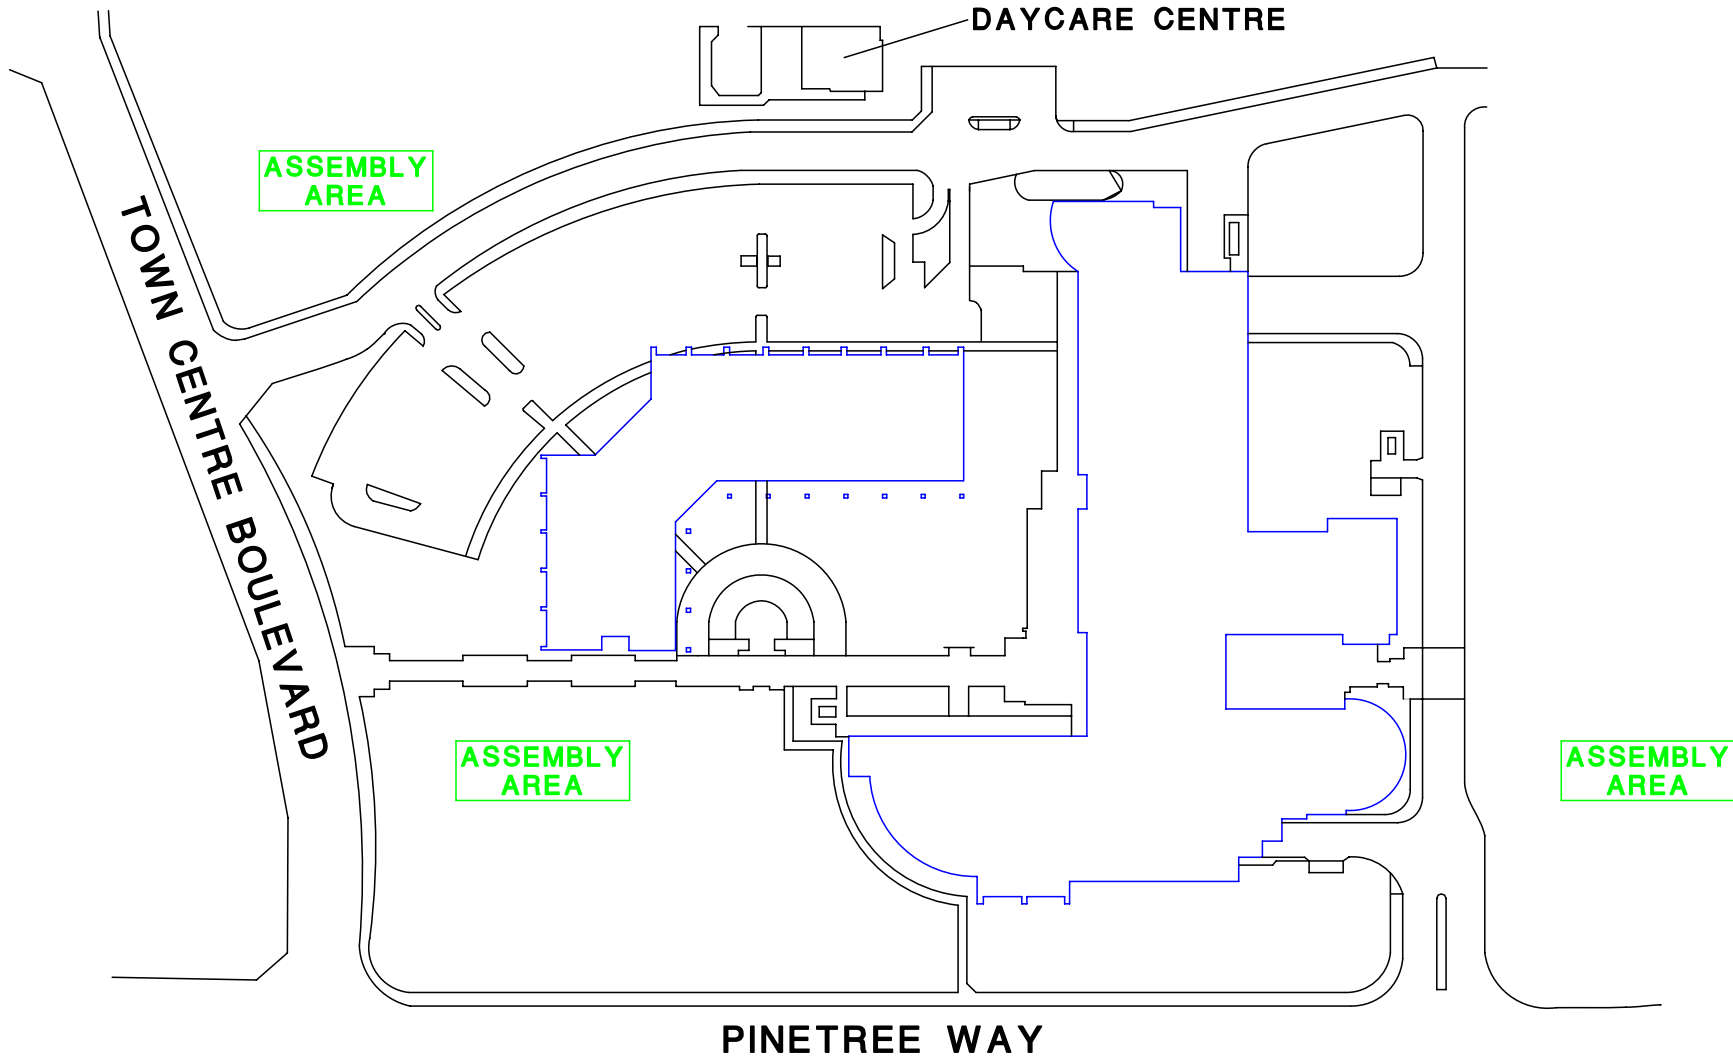 DAYCARE CENTRE
ASSEMBLY
AREA
TOWN CENTRE BOULEVARD
ASSEMBLY
AREA
ASSEMBLY
AREA
PINETREE WAY